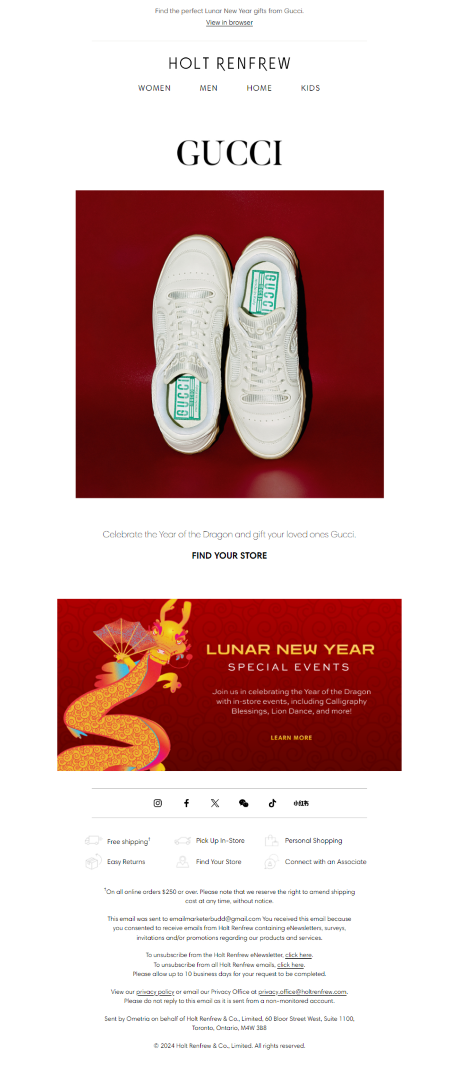 Find the perfect Lunar New Year gifts from Gucci.
View in browser
HOLT RENFREW
WOMEN MEN HOME KIDS
GUCCI
GUCCI
GUCCI
Celebrate the Year of the Dragon and gift your loved ones Gucci.
FIND YOUR STORE
LUNAR NEW YEAR
SPECIAL EVENTS
Join us in celebrating the Year of the Dragon
with in-store events, including Calligraphy
Blessings, Lion Dance, and more!
LEARN MORE
小红书
Free shipping† Pick Up In-Store Personal Shopping
Easy Returns Find Your Store Connect with an Associate
†On all online orders $250 or over. Please note that we reserve the right to amend shipping
cost at any time, without notice.
This email was sent to emailmarketerbudd@gmail.com You received this email because
you consented to receive emails from Holt Renfrew containing eNewsletters, surveys,
invitations and/or promotions regarding our products and services.
To unsubscribe from the Holt Renfrew eNewsletter, click here.
To unsubscribe from all Holt Renfrew emails, click here.
Please allow up to 10 business days for your request to be completed.
View our privacy policy or email our Privacy Office at privacy.office@holtrenfrew.com.
Please do not reply to this email as it is sent from a non-monitored account.
Sent by Ometria on behalf of Holt Renfrew & Co., Limited, 60 Bloor Street West, Suite 1100,
Toronto, Ontario, M4W 3B8
© 2024 Holt Renfrew & Co., Limited. All rights reserved.